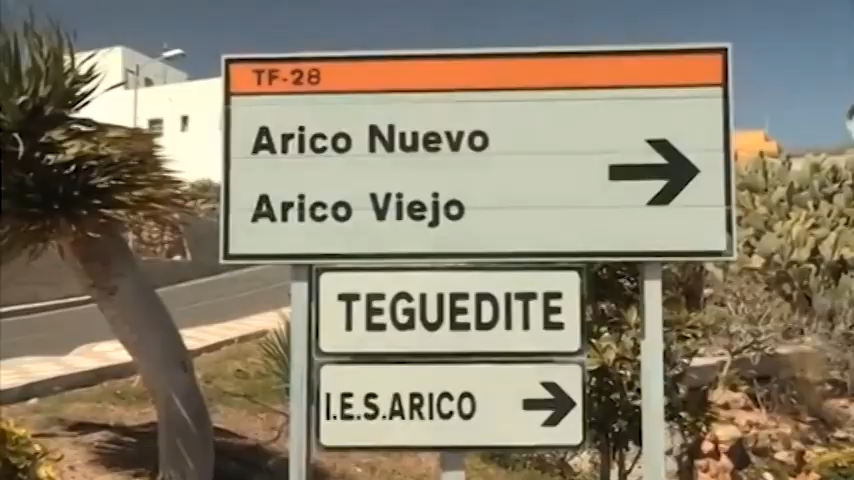 TF-28
Arico Nuevo
Arico Viejo
TEGUEDITE
I.E.S.ARICO